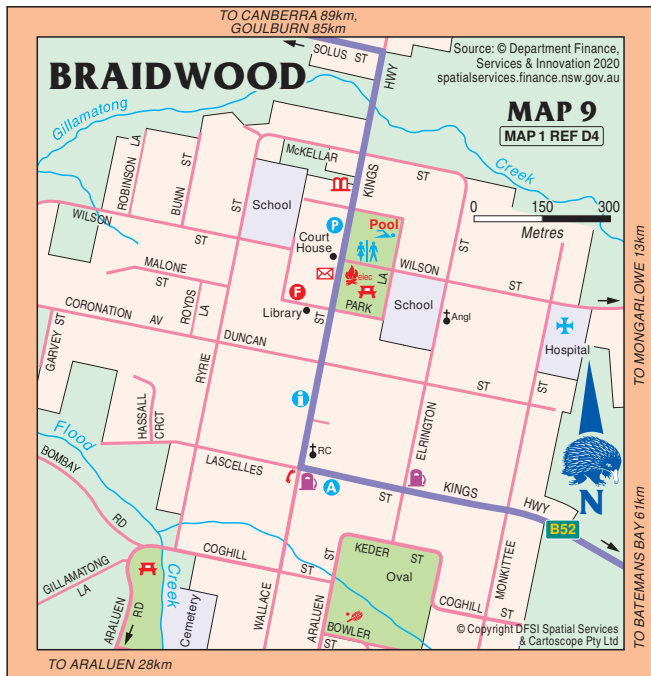 TO CANBERRA 89km,
GOULBURN 85km
SOLUS ST
HWY
Source: © Department Finance,
Services & Innovation 2020
spatialservices.finance.nsw.gov.au
BRAIDWOOD
MAP 9
MAP 1 REF D4
Gillamatong
Creek
ROBINSON LA
BUNN ST
ST
McKELLAR
ST
KINGS
School
0 150 300
Metres
WILSON
ST
P
Pool
Court
House
elec
WILSON
ST
ST
LA
PARK
School
MALONE
ST
F
Library
ST
Angl
Hospital
TO MONGARLOWE 13km
CORONATION AV
ROYDS LA
GARVEY ST
DUNCAN
ST
ST
RYRIE
HASSALL
CRCT
i
ELRINGTON
RC
Flood
Creek
BOMBAY
RD
LASCELLES
ST
A
KINGS
HWY
N
B52
TO BATEMANS BAY 61km
COGHILL
ST
KEDER ST
Oval
MONKITTEE
ST
GILLAMATONG
LA
ARALUEN
RD
Cemetery
WALLACE
ST
ARALUEN
ST
BOWLER
ST
COGHILL
ST
© Copyright DFSI Spatial Services
& Cartoscope Pty Ltd
TO ARALUEN 28km